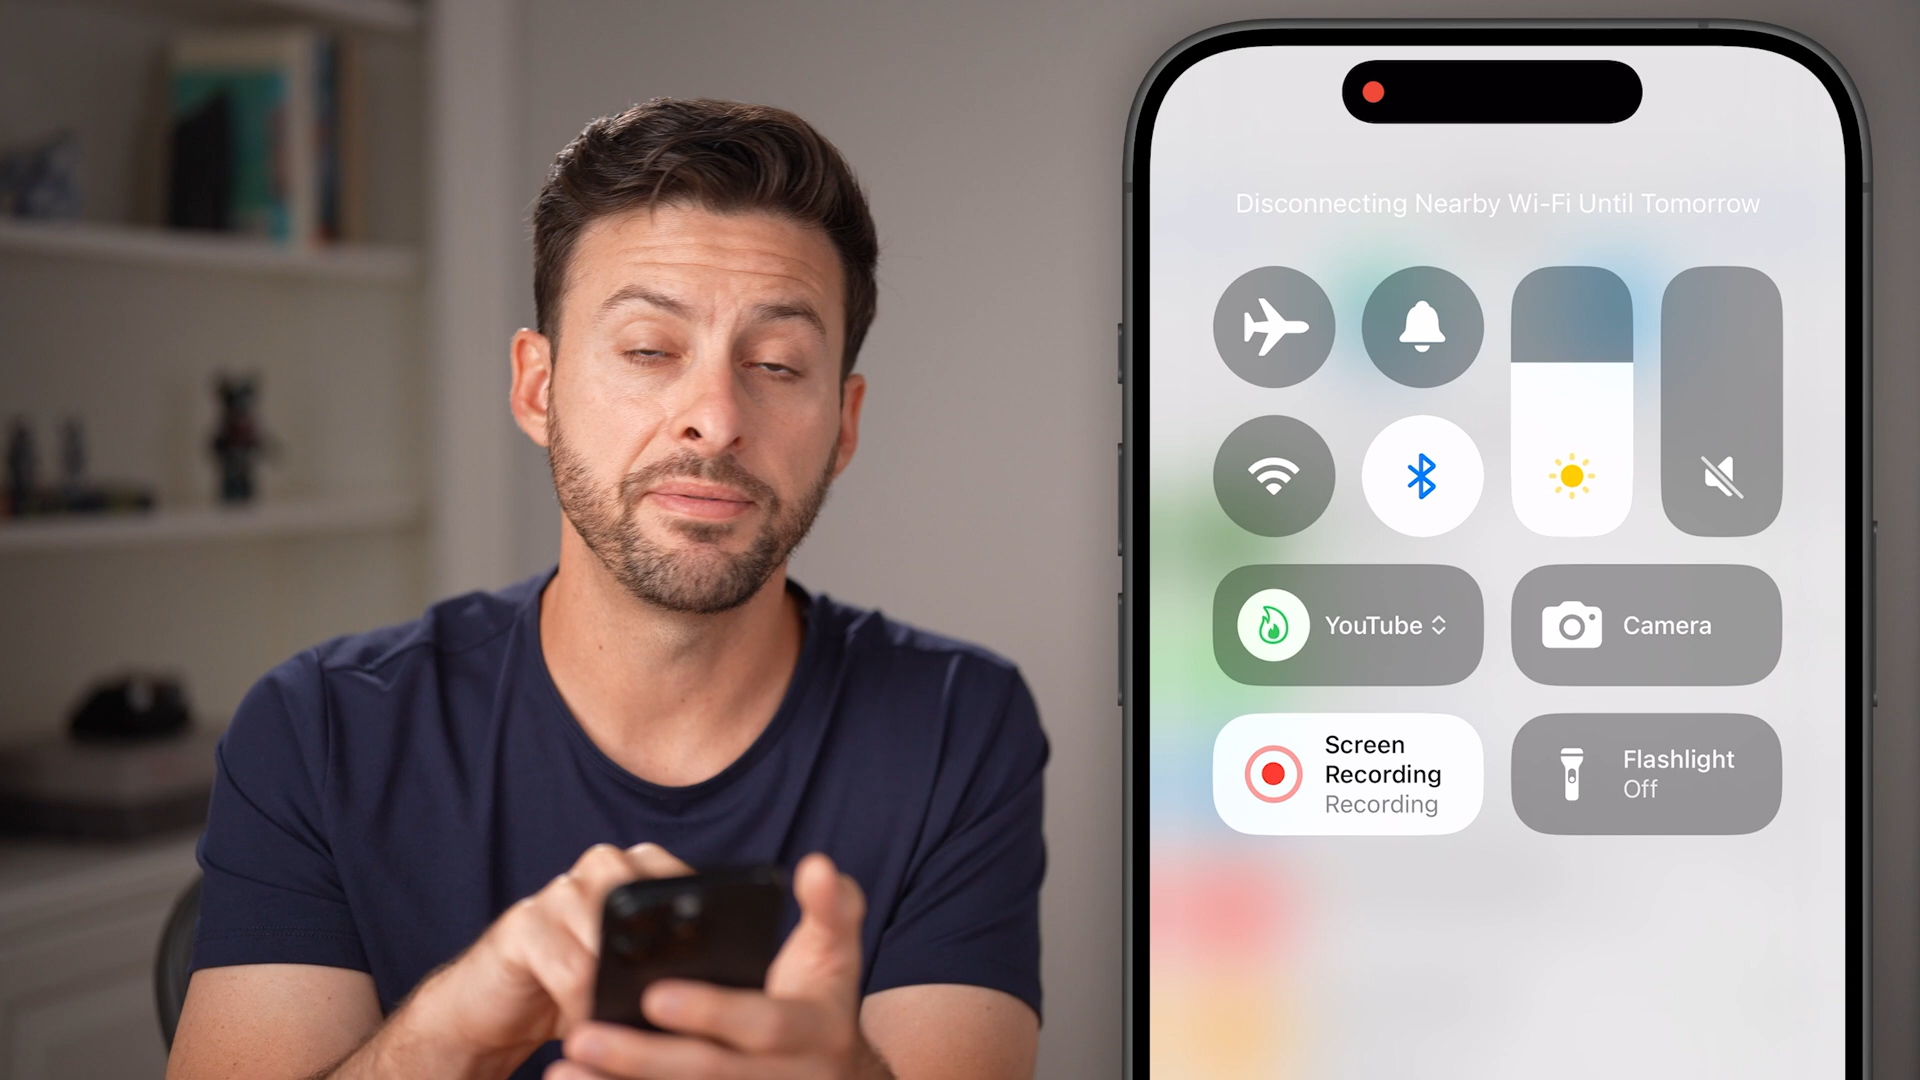 Disconnecting Nearby Wi-Fi Until Tomorrow
YouTube
Camera
Screen
Recording
Recording
Flashlight
Off